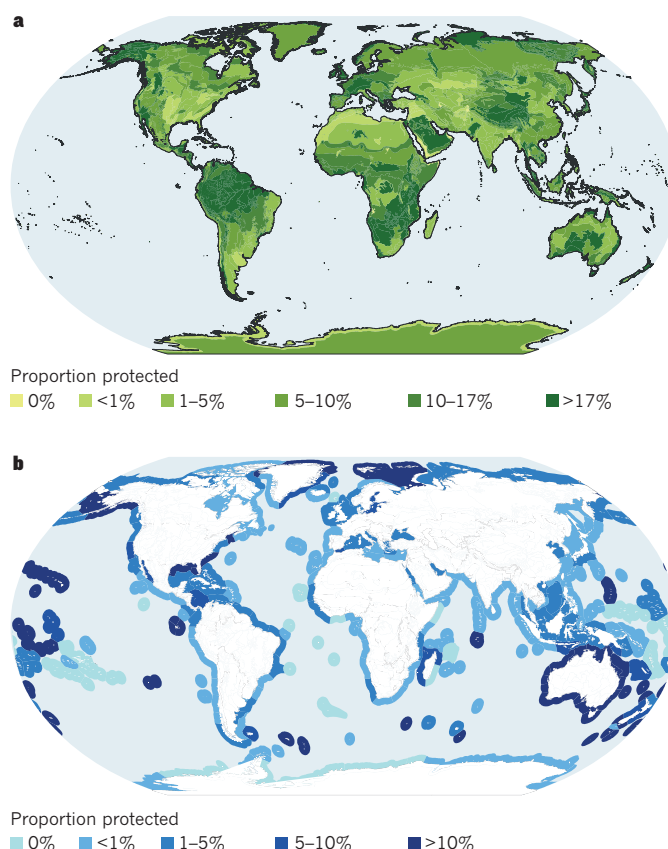 a
Proportion protected
0% <1% 1–5% 5–10% 10–17% >17%
b
Proportion protected
0% <1% 1–5% 5–10% >10%